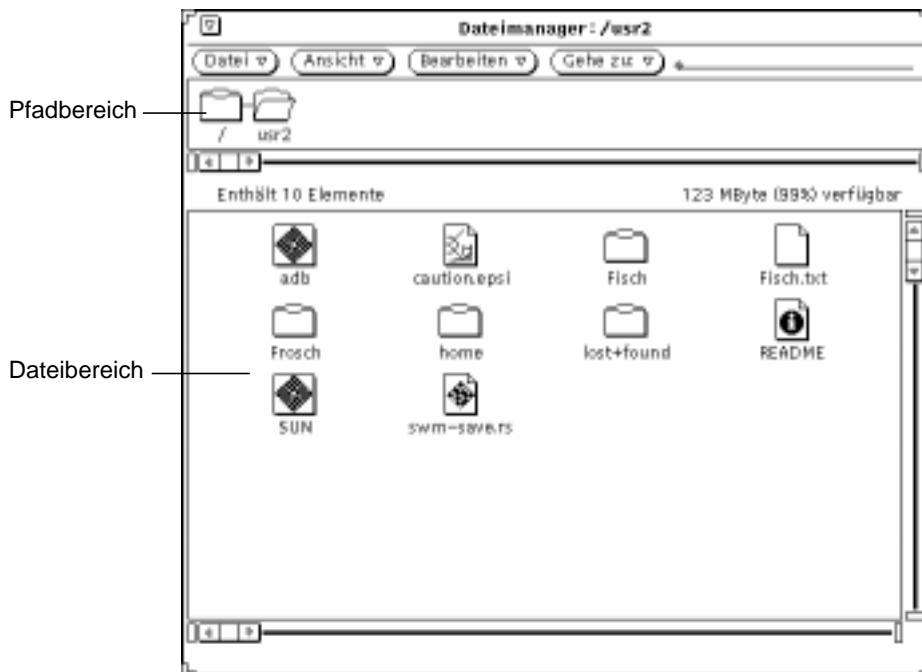 Dateimanager: /usr2
Datei Ansicht Bearbeiten Gehe zu:
Pfadbereich
/ usr2
Enthält 10 Elemente 123 MByte (99%) verfügbar
adb caution.epsi Fisch Fisch.txt
Frosch home lost+found README
Dateibereich
SUN swm-save.rs